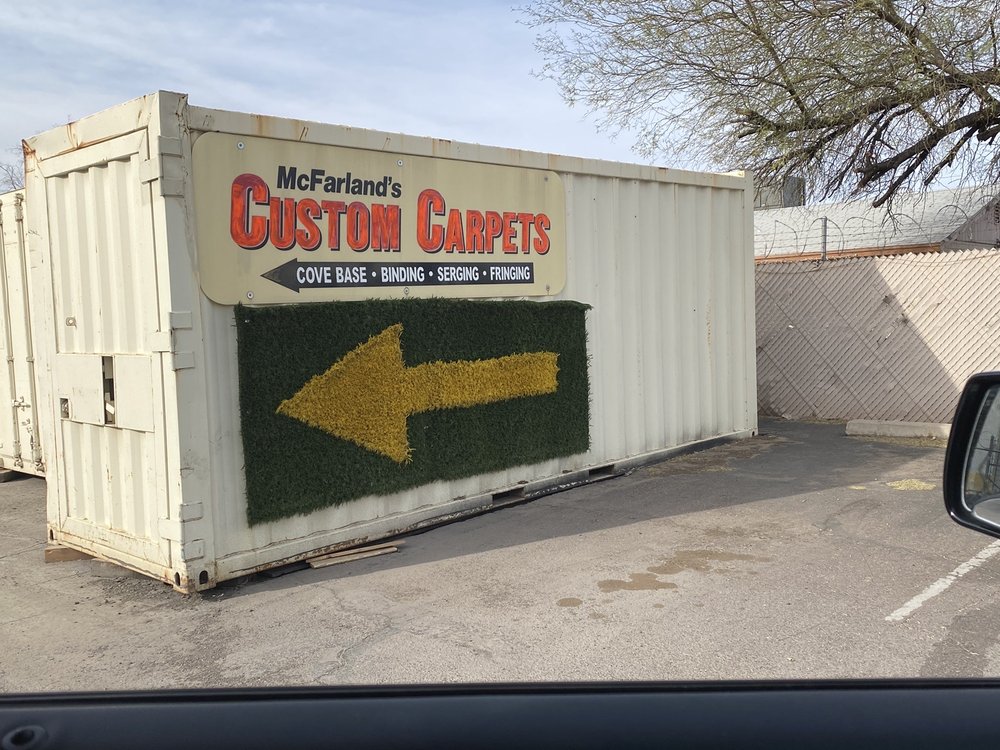 McFarland's
CUSTOM CARPETS
COVE BASE • BINDING • SERGING • FRINGING